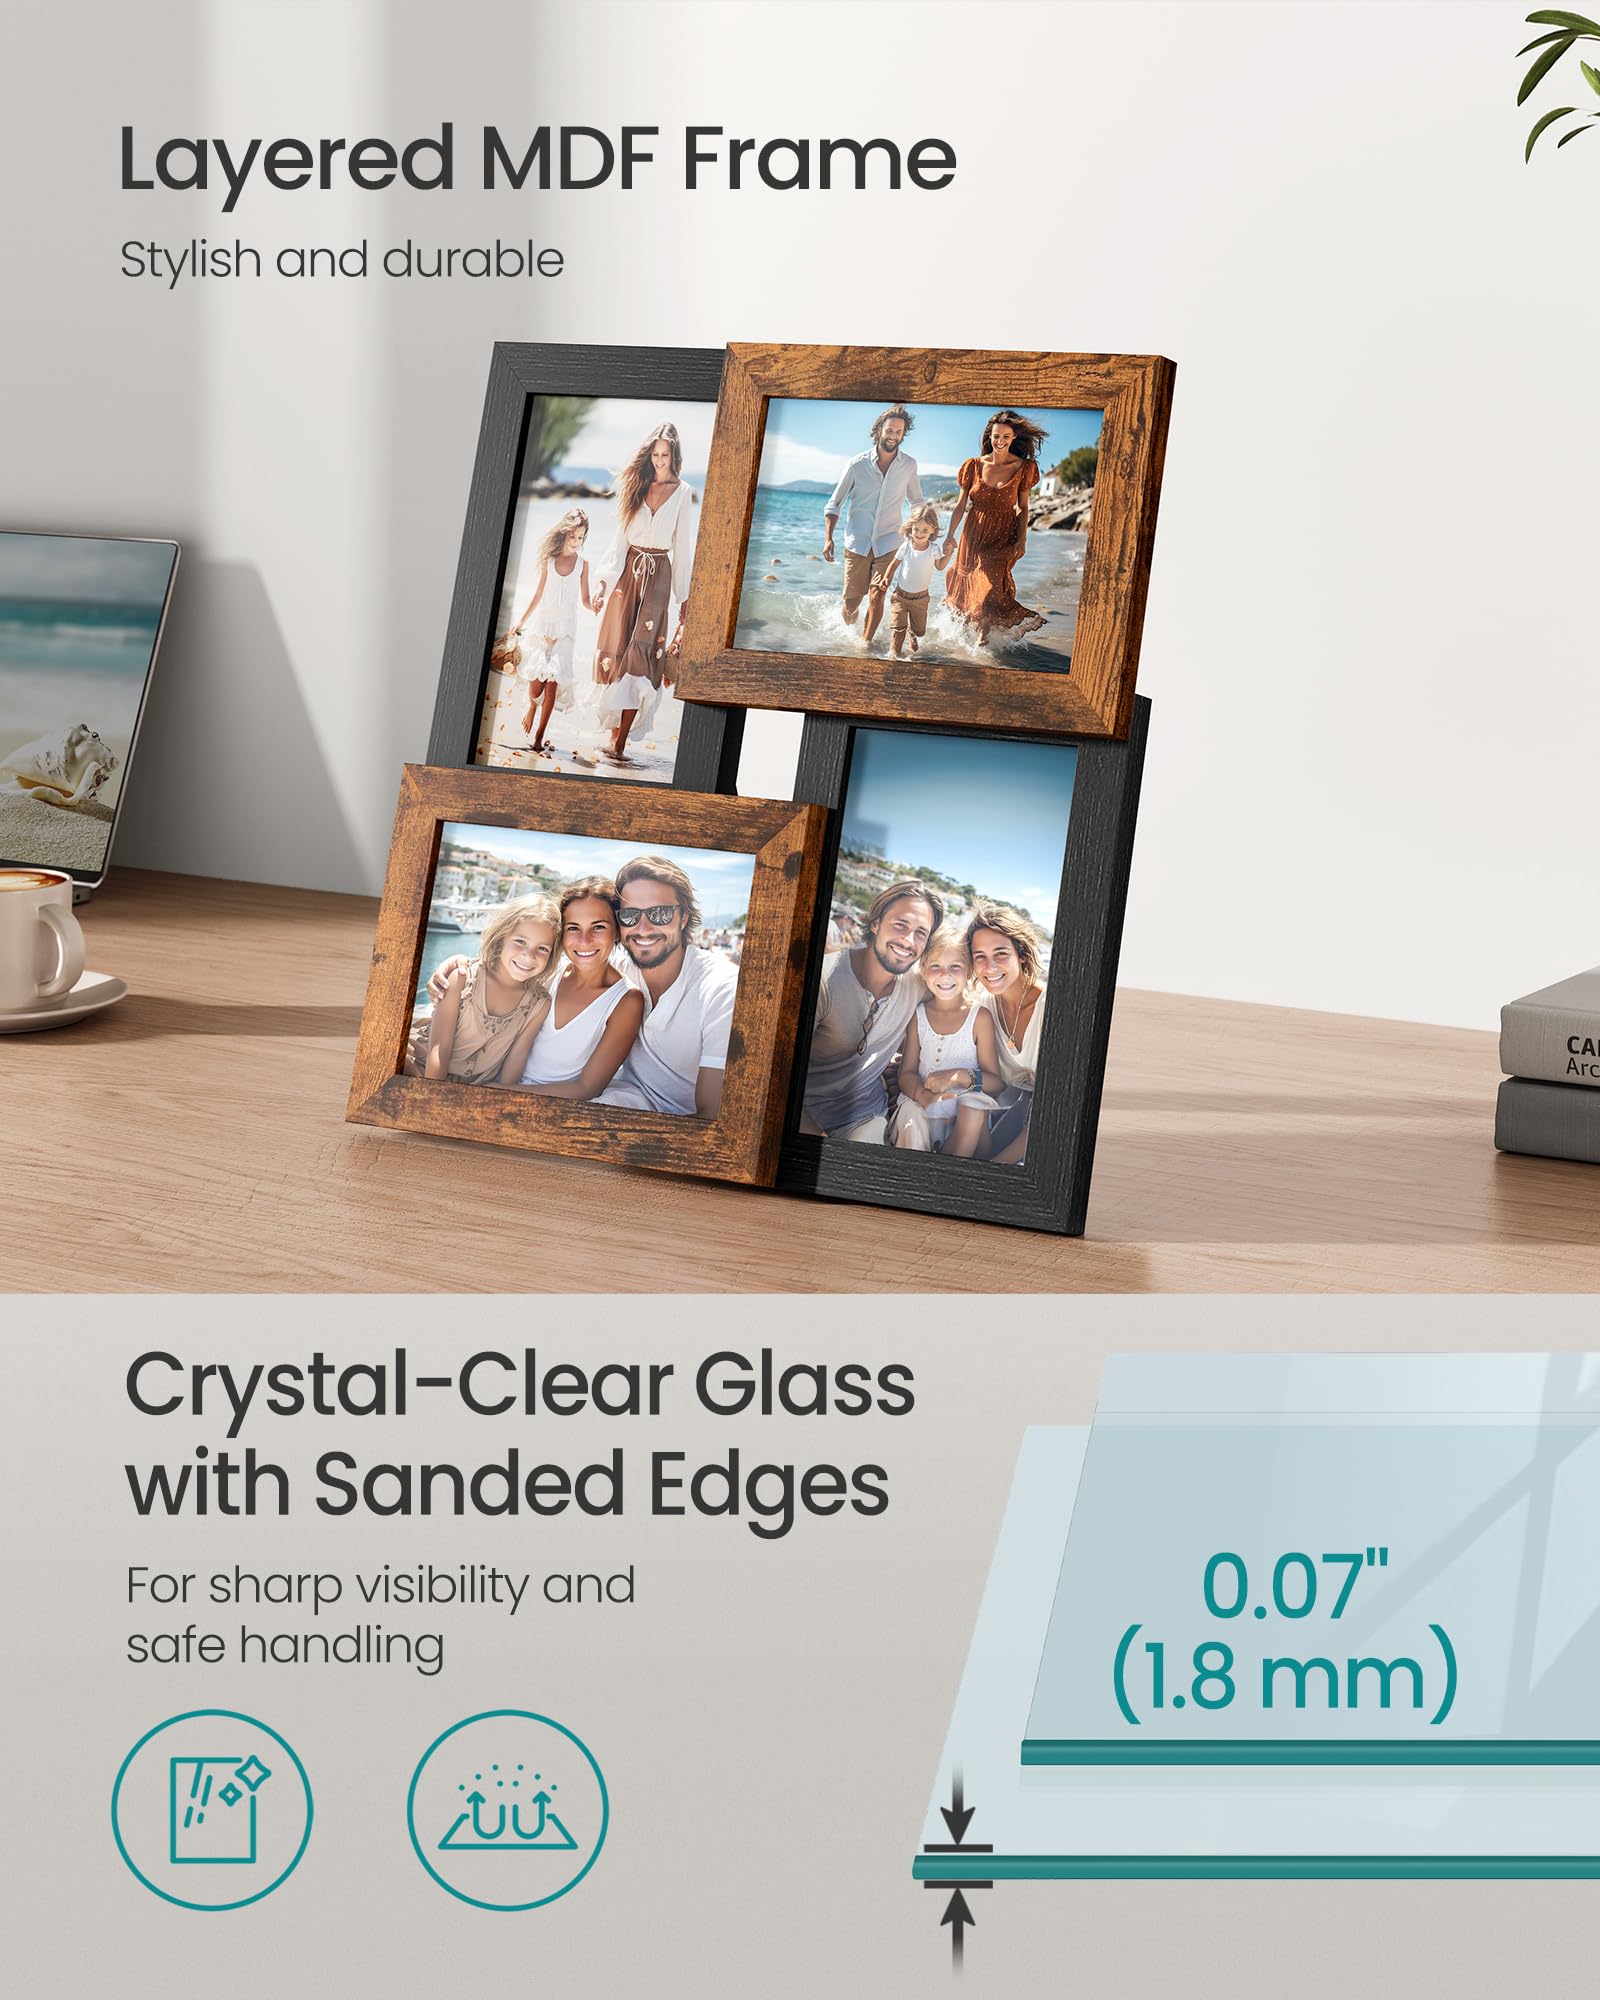 Layered MDF Frame
Stylish and durable
Crystal-Clear Glass
with Sanded Edges
For sharp visibility and
safe handling
0.07"
(1.8 mm)